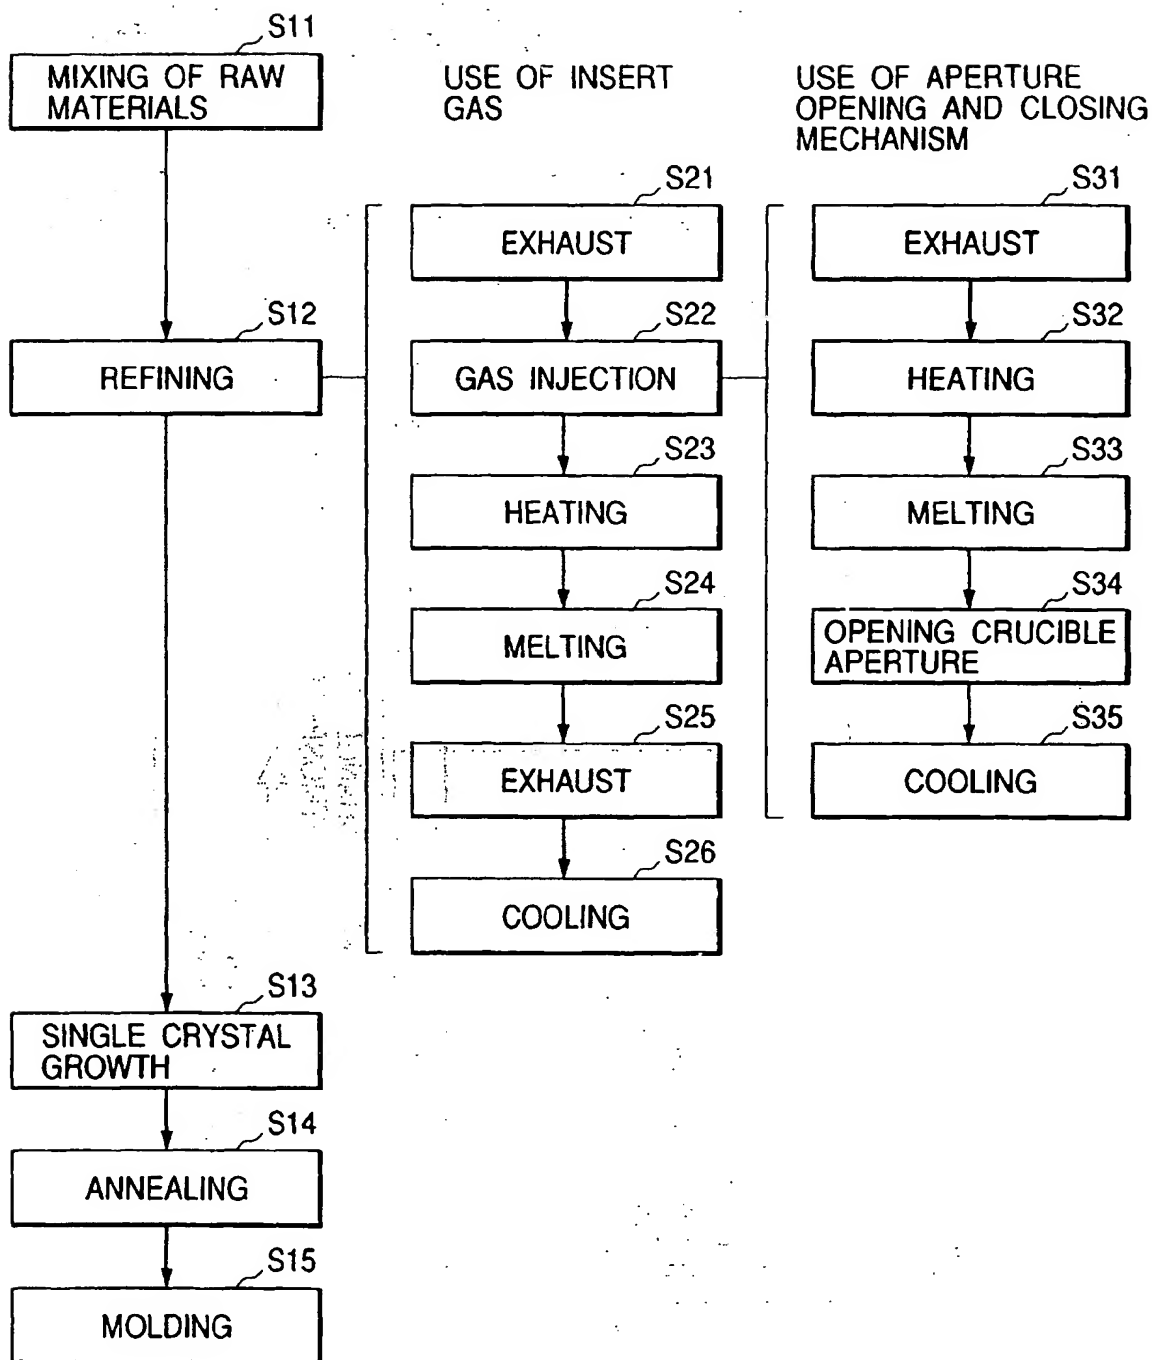 S11
MIXING OF RAW
MATERIALS
S12
REFINING
S13
SINGLE CRYSTAL
GROWTH
S14
ANNEALING
S15
MOLDING
USE OF INSERT
GAS
S21
EXHAUST
S22
GAS INJECTION
S23
HEATING
S24
MELTING
S25
EXHAUST
S26
COOLING
USE OF APERTURE
OPENING AND CLOSING
MECHANISM
S31
EXHAUST
S32
HEATING
S33
MELTING
S34
OPENING CRUCIBLE
APERTURE
S35
COOLING